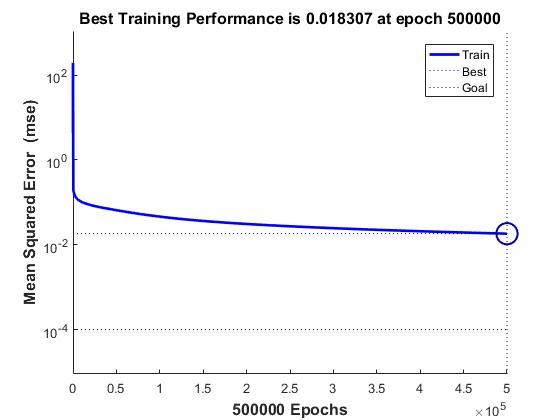 Best Training Performance is 0.018307 at epoch 500000
Train
Best
Goal
Mean Squared Error (mse)
10^2
10^0
10^-2
10^-4
0 0.5 1 1.5 2 2.5 3 3.5 4 4.5 5
×10^5
500000 Epochs